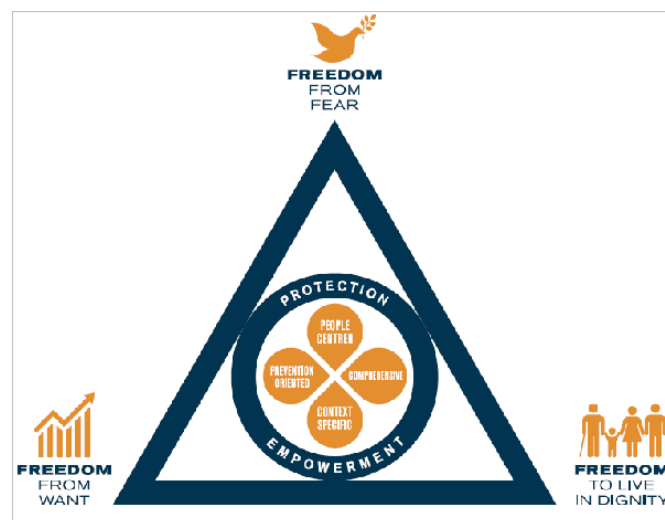 FREEDOM
FROM
FEAR
PROTECTION
PEOPLE
CENTRED
PREVENTION
ORIENTED
COMPREHENSIVE
CONTEXT
SPECIFIC
EMPOWERMENT
FREEDOM
FROM
WANT
FREEDOM
TO LIVE
IN DIGNITY